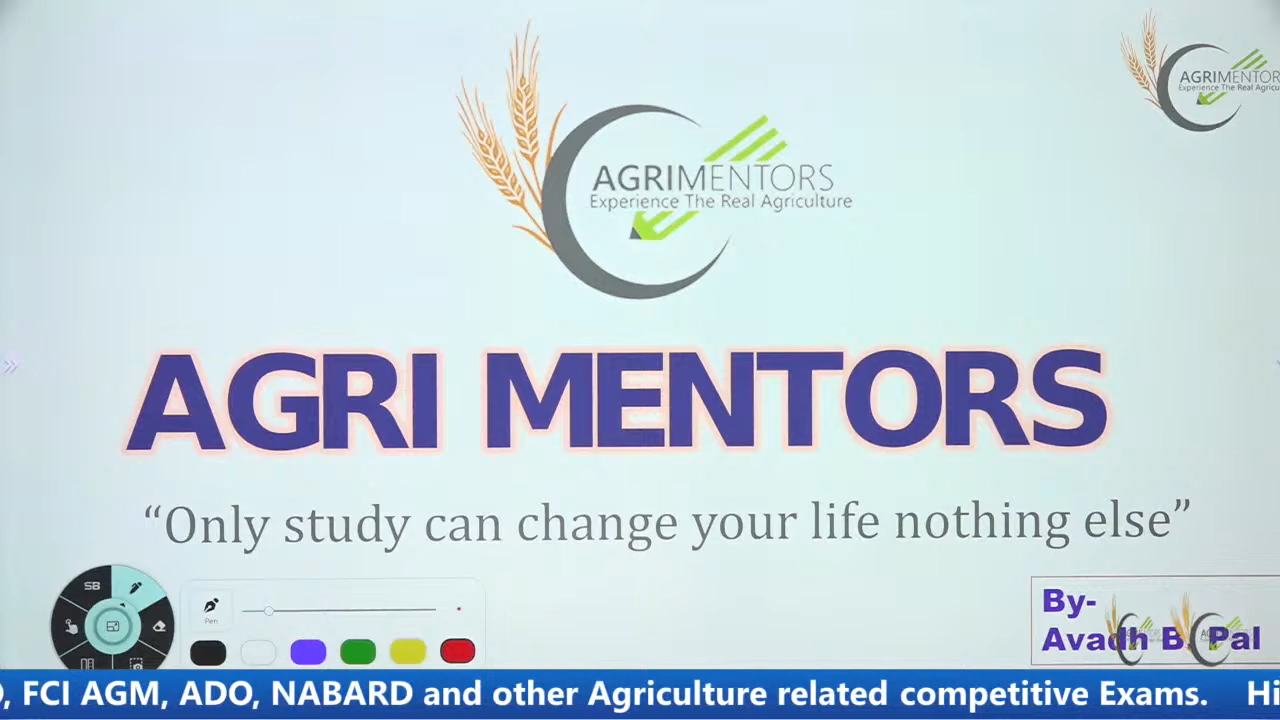 AGRIMENTORS
Experience The Real Agriculture
AGRIMENTOR
Experience The Real Agricu
AGRI MENTORS
“Only study can change your life nothing else”
SB
Pen
By-
Avadh B. Pal
, FCI AGM, ADO, NABARD and other Agriculture related competitive Exams. Hi